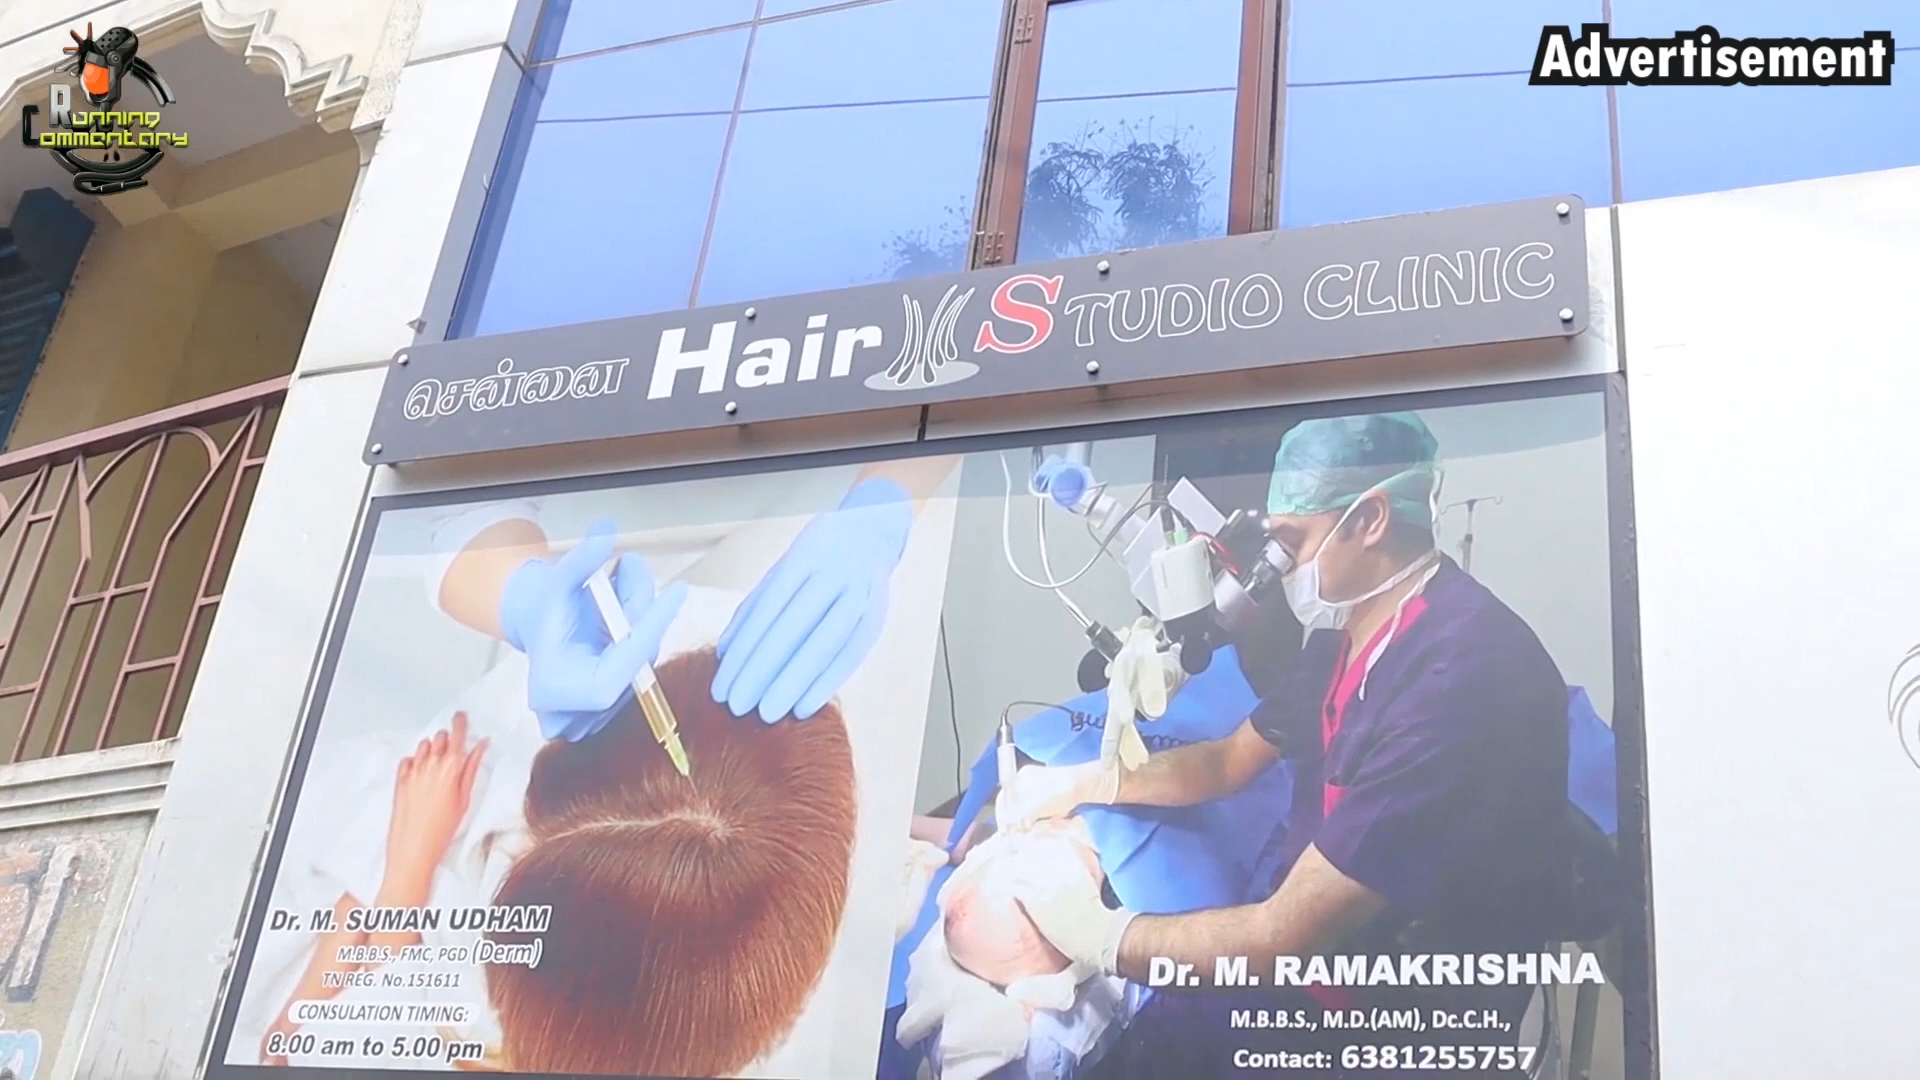 Running
Commentary
Advertisement
சென்னை Hair STUDIO CLINIC
Dr. M. SUMAN UDHAM
M.B.B.S., FMC, PGD (Derm)
TN REG. No.151611
CONSULATION TIMING:
8.00 am to 5.00 pm
Dr. M. RAMAKRISHNA
M.B.B.S., M.D.(AM), Dc.C.H.,
Contact: 6381255757